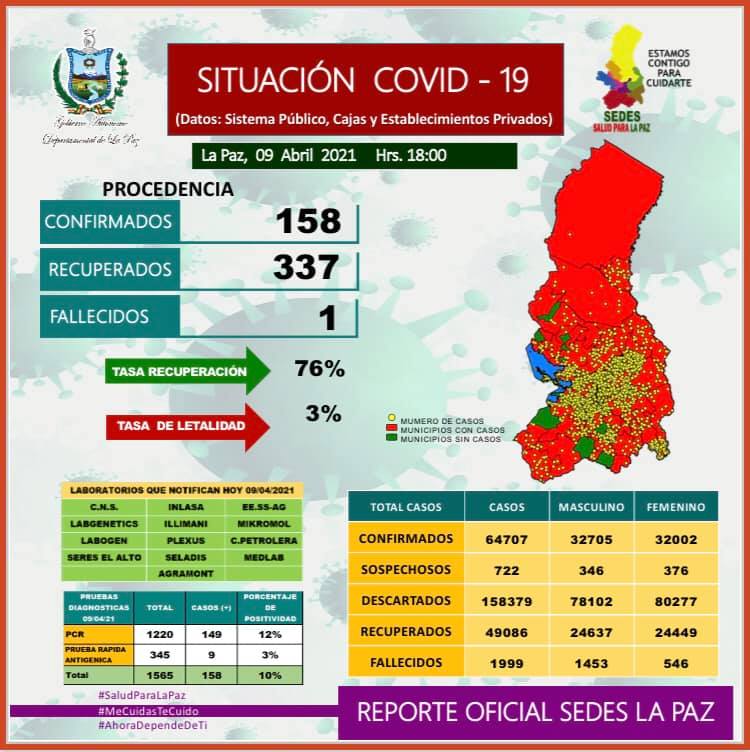 Gobierno Autónomo
Departamental de La Paz
SITUACIÓN COVID - 19
(Datos: Sistema Público, Cajas y Establecimientos Privados)
ESTAMOS
CONTIGO
PARA
CUIDARTE
SEDES
SALUD PARA LA PAZ
La Paz, 09 Abril 2021 Hrs. 18:00
PROCEDENCIA
CONFIRMADOS 158
RECUPERADOS 337
FALLECIDOS 1
TASA RECUPERACIÓN 76%
TASA DE LETALIDAD 3%
MUMERO DE CASOS
MUNICIPIOS CON CASOS
MUNICIPIOS SIN CASOS
LABORATORIOS QUE NOTIFICAN HOY 09/04/2021
C.N.S. INLASA EE.SS-AG
LABGENETICS ILLIMANI MIKROMOL
LABOGEN PLEXUS C.PETROLERA
SERES EL ALTO SELADIS MEDLAB
AGRAMONT
PRUEBAS
DIAGNOSTICAS
09/04/21
TOTAL
CASOS (+)
PORCENTAJE
DE
POSITIVIDAD
PCR 1220 149 12%
PRUEBA RAPIDA
ANTIGENICA
345 9 3%
Total 1565 158 10%
TOTAL CASOS CASOS MASCULINO FEMENINO
CONFIRMADOS 64707 32705 32002
SOSPECHOSOS 722 346 376
DESCARTADOS 158379 78102 80277
RECUPERADOS 49086 24637 24449
FALLECIDOS 1999 1453 546
#SaludParaLaPaz
#MeCuidasTeCuido
#AhoraDependeDeTi
REPORTE OFICIAL SEDES LA PAZ